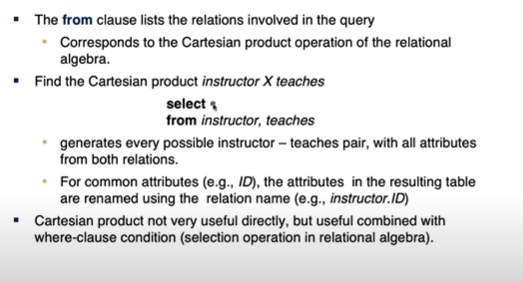 The from clause lists the relations involved in the query
Corresponds to the Cartesian product operation of the relational
algebra.
Find the Cartesian product instructor X teaches
select
from instructor, teaches
generates every possible instructor – teaches pair, with all attributes
from both relations.
For common attributes (e.g., ID), the attributes in the resulting table
are renamed using the relation name (e.g., instructor.ID)
Cartesian product not very useful directly, but useful combined with
where-clause condition (selection operation in relational algebra).